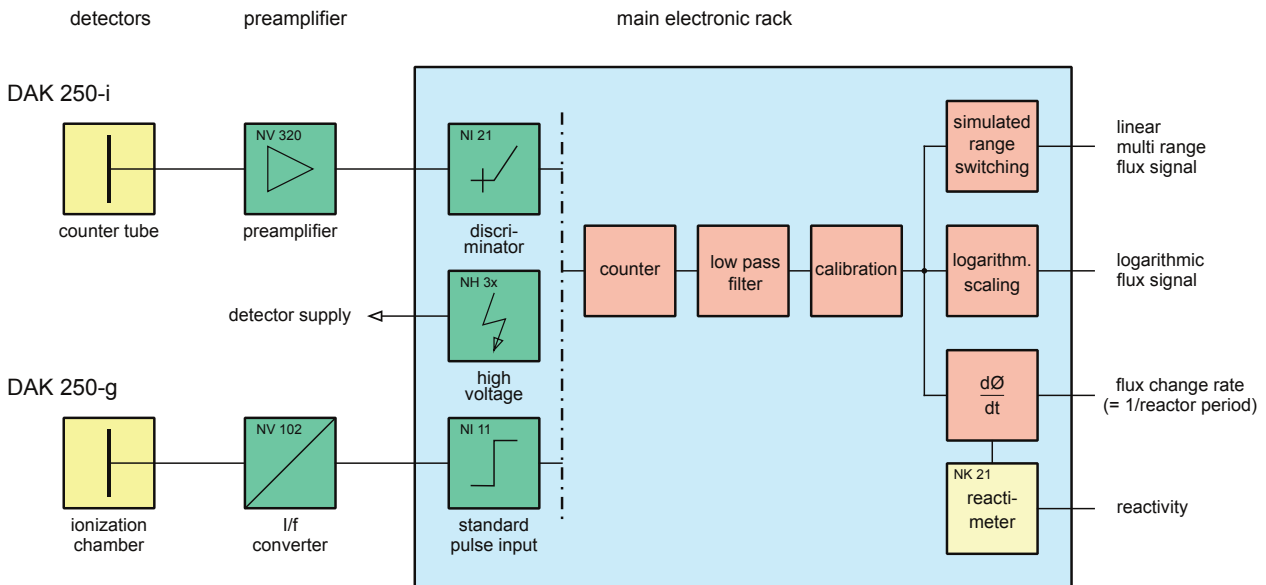 detectors
preamplifier
main electronic rack
DAK 250-i
NV 320
NI 21
simulated
range
switching
linear
multi range
flux signal
counter tube
preamplifier
discri-
minator
counter
low pass
filter
calibration
logarithm.
scaling
logarithmic
flux signal
NH 3x
detector supply
high
voltage
DAK 250-g
dØ
dt
flux change rate
(= 1/reactor period)
NV 102
NI 11
NK 21
reacti-
meter
reactivity
ionization
chamber
I/f
converter
standard
pulse input